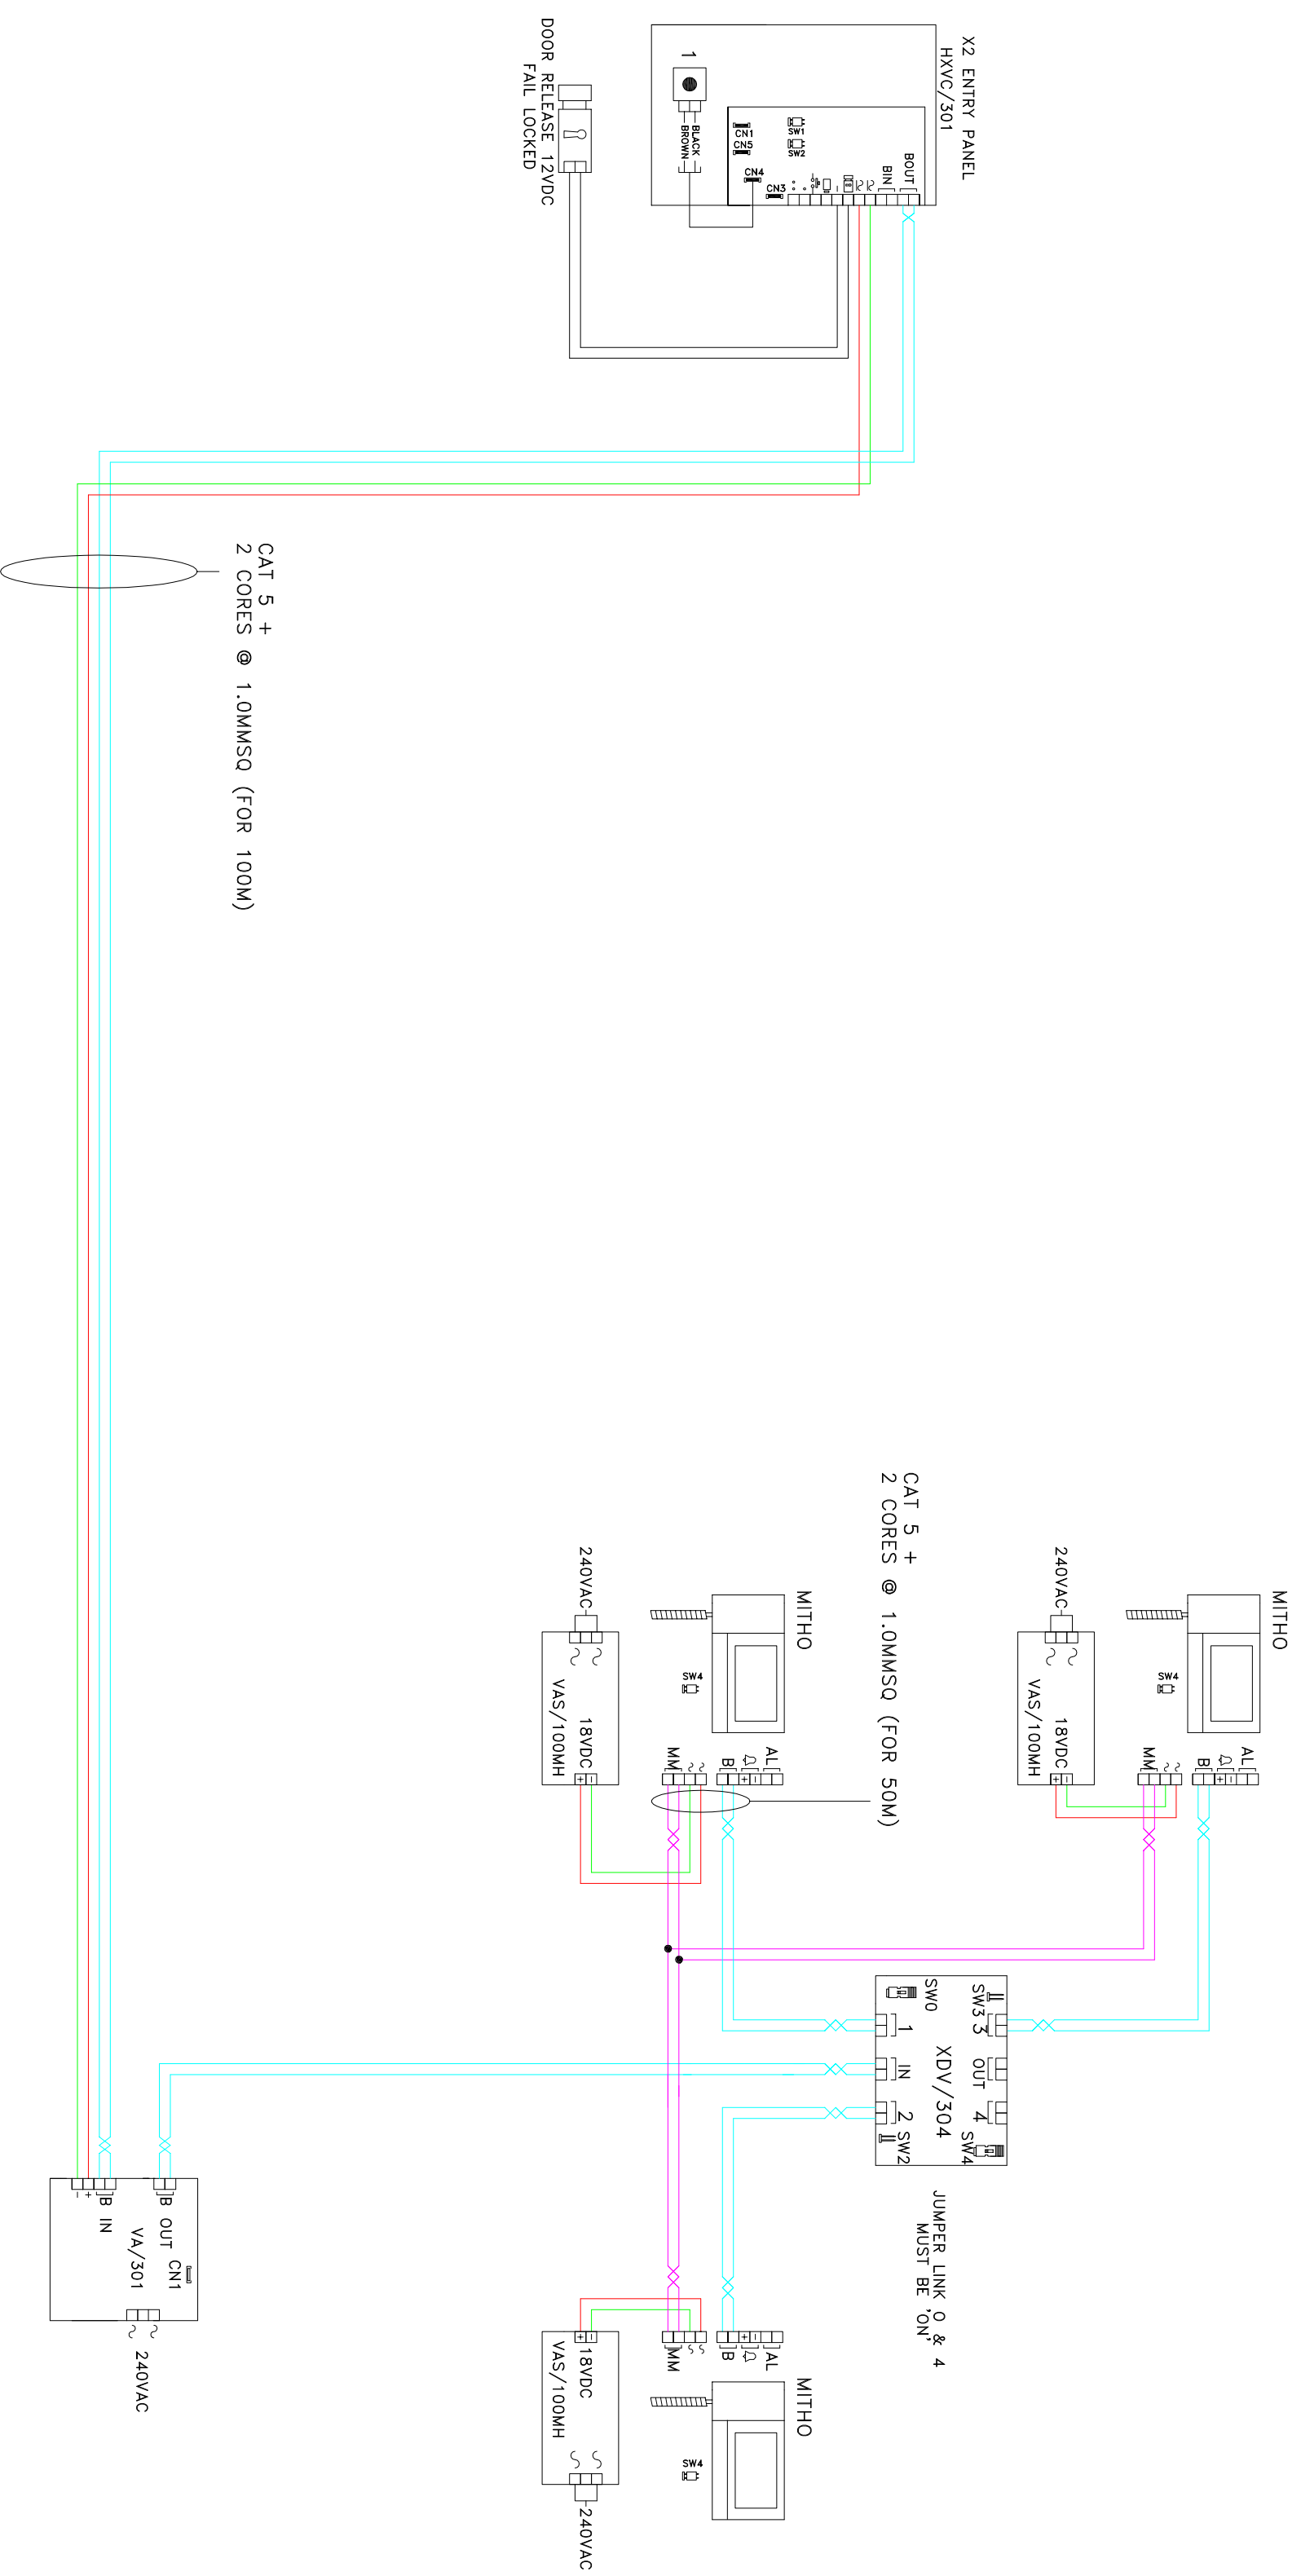 X2 ENTRY PANEL
HXVC/301
BOUT
BIN
SW1
SW2
CN1
CN5
CN4
CN3
1
BLACK
BROWN
DOOR RELEASE 12VDC
FAIL LOCKED
CAT 5 +
2 CORES @ 1.0MMSQ (FOR 100M)
MITHO
SW4
AL
- +
B
MM
240VAC
18VDC
- +
VAS/100MH
CAT 5 +
2 CORES @ 1.0MMSQ (FOR 50M)
MITHO
SW4
AL
- +
B
MM
240VAC
18VDC
- +
VAS/100MH
SW3
3
OUT
4
SW4
XDV/304
SW0
1
IN
2
SW2
JUMPER LINK 0 & 4
MUST BE 'ON'
AL
- +
B
MM
MITHO
SW4
18VDC
- +
VAS/100MH
240VAC
B OUT
CN1
VA/301
B IN
+
-
240VAC